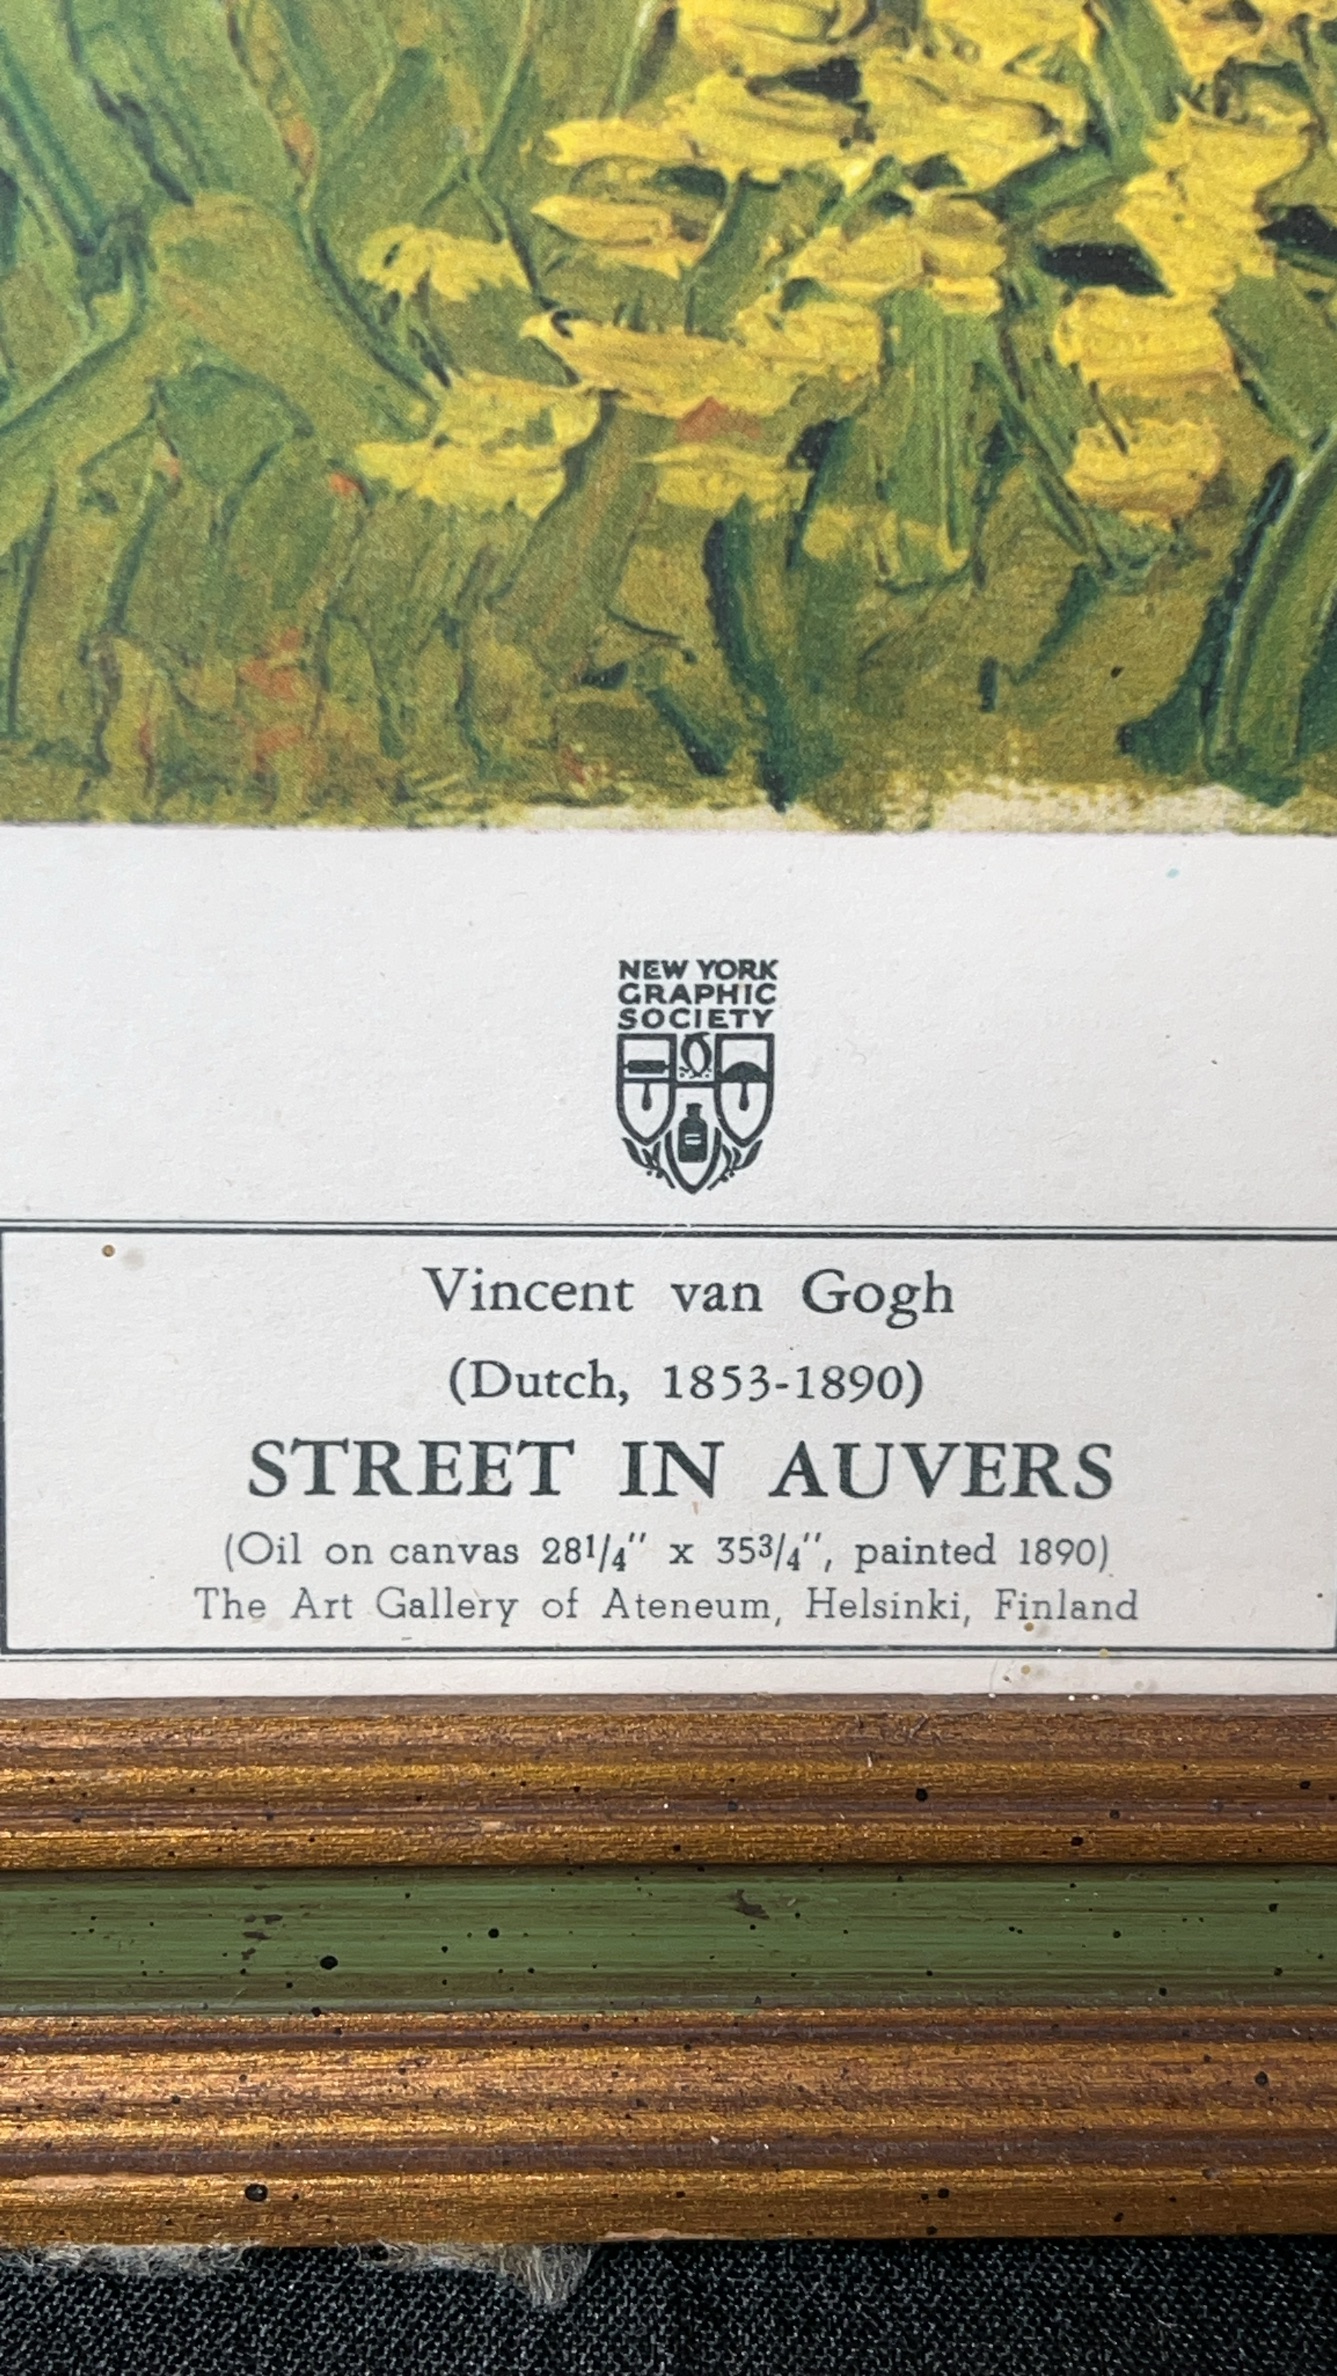 NEW YORK
GRAPHIC
SOCIETY
Vincent van Gogh
(Dutch, 1853-1890)
STREET IN AUVERS
(Oil on canvas 28¹/₄" x 35³/₄", painted 1890)
The Art Gallery of Ateneum, Helsinki, Finland